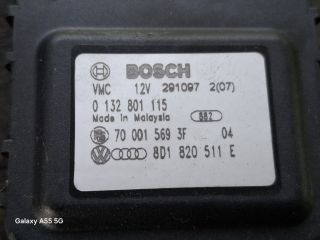 BOSCH
VMC 12V 291097 2(07)
0 132 801 115
Made in Malaysia 882
70 001 569 3F 04
8D1 820 511 E
Galaxy A55 5G